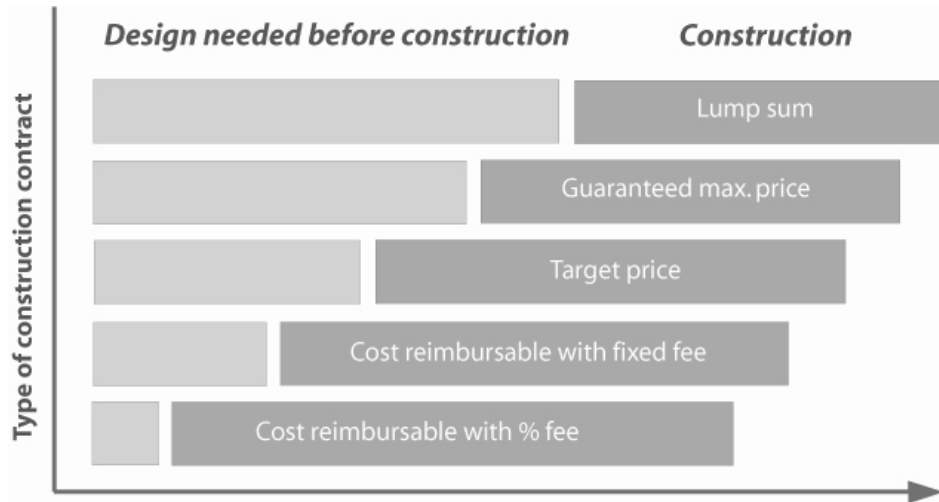 Design needed before construction
Construction
Type of construction contract
Lump sum
Guaranteed max. price
Target price
Cost reimbursable with fixed fee
Cost reimbursable with % fee